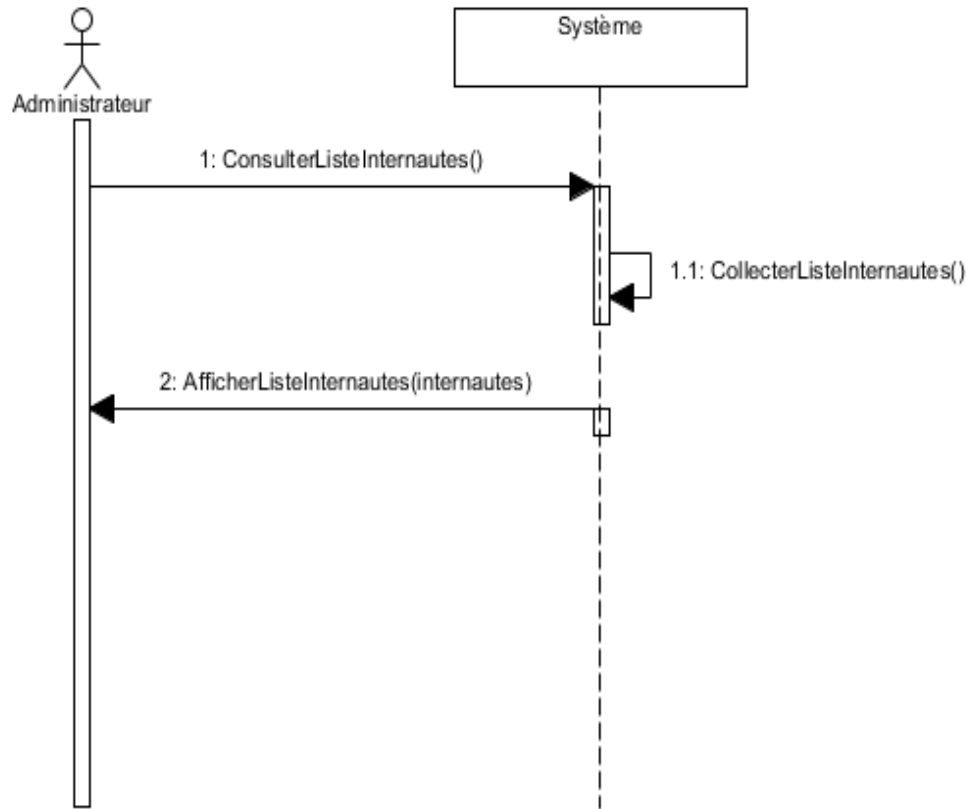 Système
Administrateur
1: ConsulterListeInternautes()
1.1: CollecterListeInternautes()
2: AfficherListeInternautes(internautes)